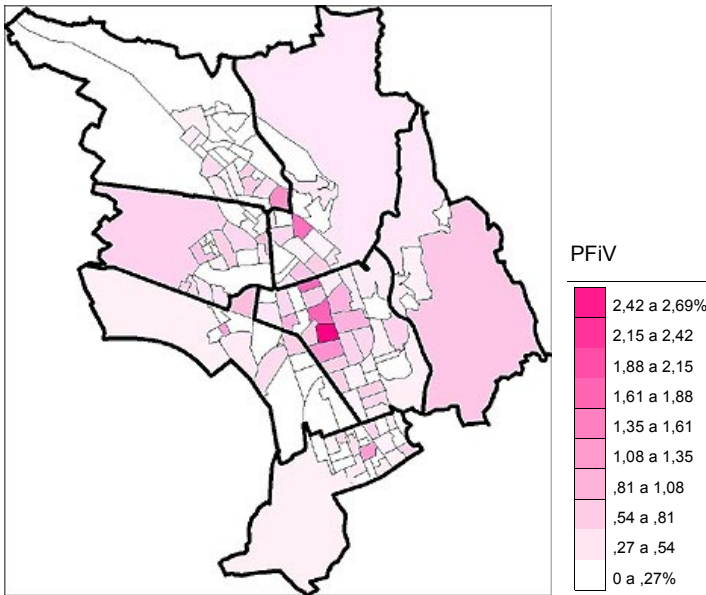 PFiV
2,42 a 2,69%
2,15 a 2,42
1,88 a 2,15
1,61 a 1,88
1,35 a 1,61
1,08 a 1,35
,81 a 1,08
,54 a ,81
,27 a ,54
0 a ,27%